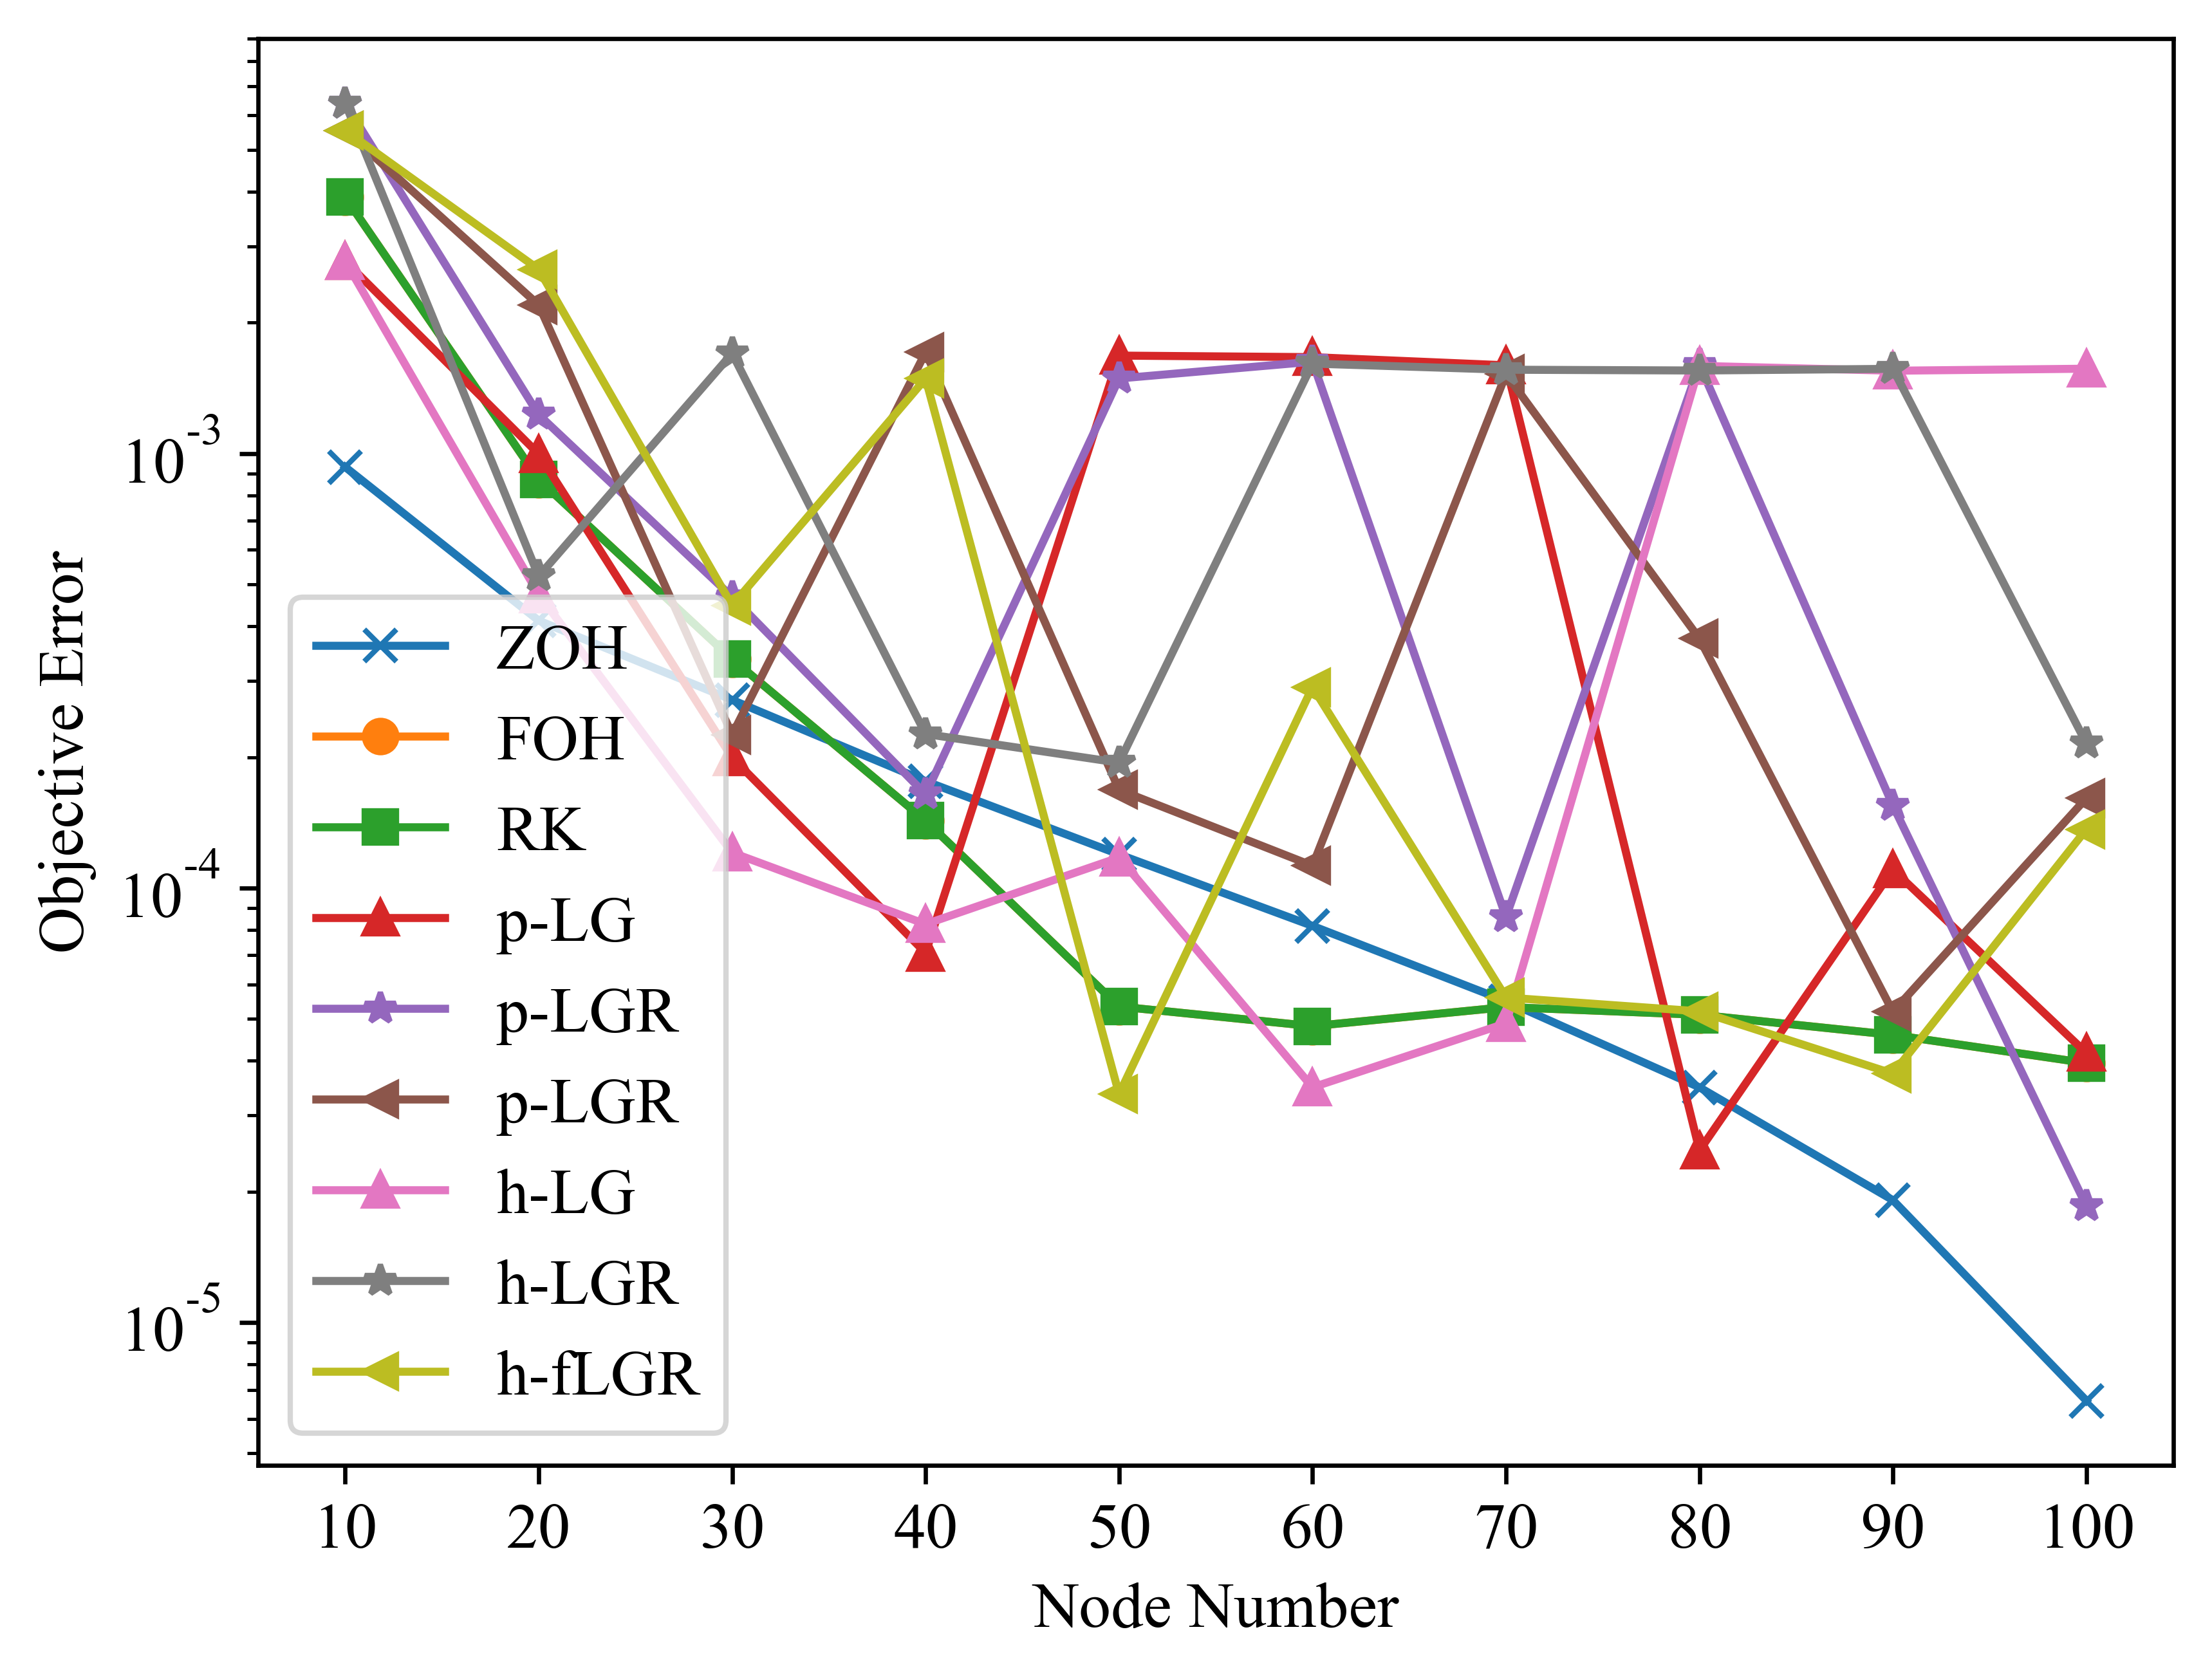 Objective Error
10^-3
10^-4
10^-5
ZOH
FOH
RK
p-LG
p-LGR
p-LGR
h-LG
h-LGR
h-fLGR
10 20 30 40 50 60 70 80 90 100
Node Number